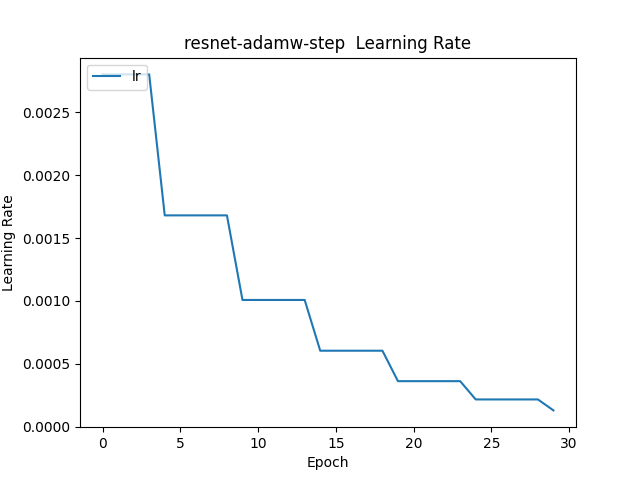 resnet-adamw-step  Learning Rate
lr
0.0025
0.0020
0.0015
0.0010
0.0005
0.0000
Learning Rate
0 5 10 15 20 25 30
Epoch